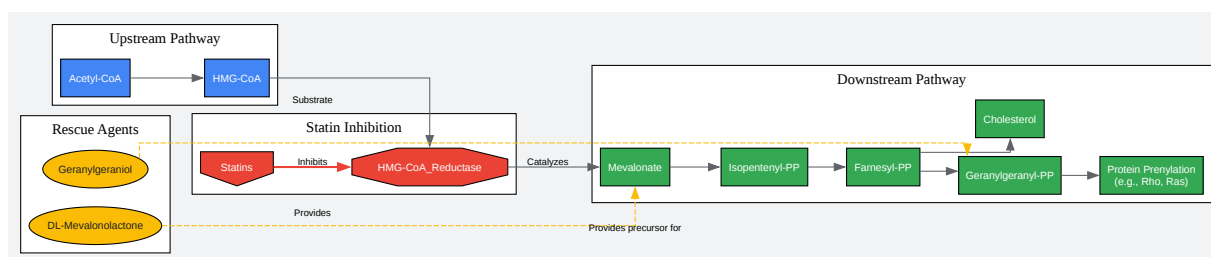 Upstream Pathway
Acetyl-CoA
HMG-CoA
Substrate
Downstream Pathway
Cholesterol
Rescue Agents
Statin Inhibition
Geranylgeraniol
Statins
Inhibits
HMG-CoA_Reductase
Catalyzes
Mevalonate
Isopentenyl-PP
Farnesyl-PP
Geranylgeranyl-PP
Protein Prenylation
(e.g., Rho, Ras)
DL-Mevalonolactone
Provides
Provides precursor for